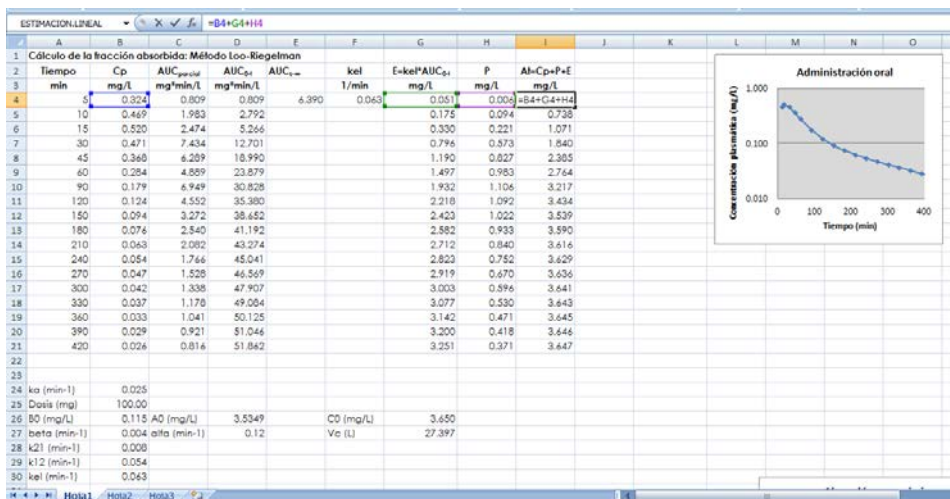 ESTIMACION.LINEAL =B4+G4+H4
A B C D E F G H I J K L M N O
1 Cálculo de la fracción absorbida: Método Loo-Riegelman
2 Tiempo Cp AUCparcial AUC0-t AUCt-∞ kel E=kel*AUC0-t P Ab=Cp+P+E
3 min mg/L mg*min/L mg*min/L 1/min mg/L mg/L mg/L
4 5 0.324 0.809 0.809 6.390 0.063 0.051 0.006 =B4+G4+H4
5 10 0.469 1.983 2.792 0.175 0.094 0.738
6 15 0.520 2.474 5.266 0.330 0.221 1.071
7 30 0.471 7.434 12.701 0.796 0.573 1.840
8 45 0.368 6.289 18.990 1.190 0.827 2.385
9 60 0.284 4.889 23.879 1.497 0.983 2.764
10 90 0.179 6.949 30.828 1.932 1.106 3.217
11 120 0.124 4.552 35.380 2.218 1.092 3.434
12 150 0.094 3.272 38.652 2.423 1.022 3.539
13 180 0.076 2.540 41.192 2.582 0.933 3.590
14 210 0.063 2.082 43.274 2.712 0.840 3.616
15 240 0.054 1.766 45.041 2.823 0.752 3.629
16 270 0.047 1.528 46.569 2.919 0.670 3.636
17 300 0.042 1.338 47.907 3.003 0.596 3.641
18 330 0.037 1.178 49.084 3.077 0.530 3.643
19 360 0.033 1.041 50.125 3.142 0.471 3.645
20 390 0.029 0.921 51.046 3.200 0.418 3.646
21 420 0.026 0.816 51.862 3.251 0.371 3.647
22
23
24 ka (min-1) 0.025
25 Dosis (mg) 100.00
26 B0 (mg/L) 0.115 A0 (mg/L) 3.5349 C0 (mg/L) 3.650
27 beta (min-1) 0.004 alfa (min-1) 0.12 Vc (L) 27.397
28 k21 (min-1) 0.008
29 k12 (min-1) 0.054
30 kel (min-1) 0.063
Administración oral
Concentración plasmática (mg/L)
1.000
0.100
0.010
0 100 200 300 400
Tiempo (min)
Hoja1 Hoja2 Hoja3